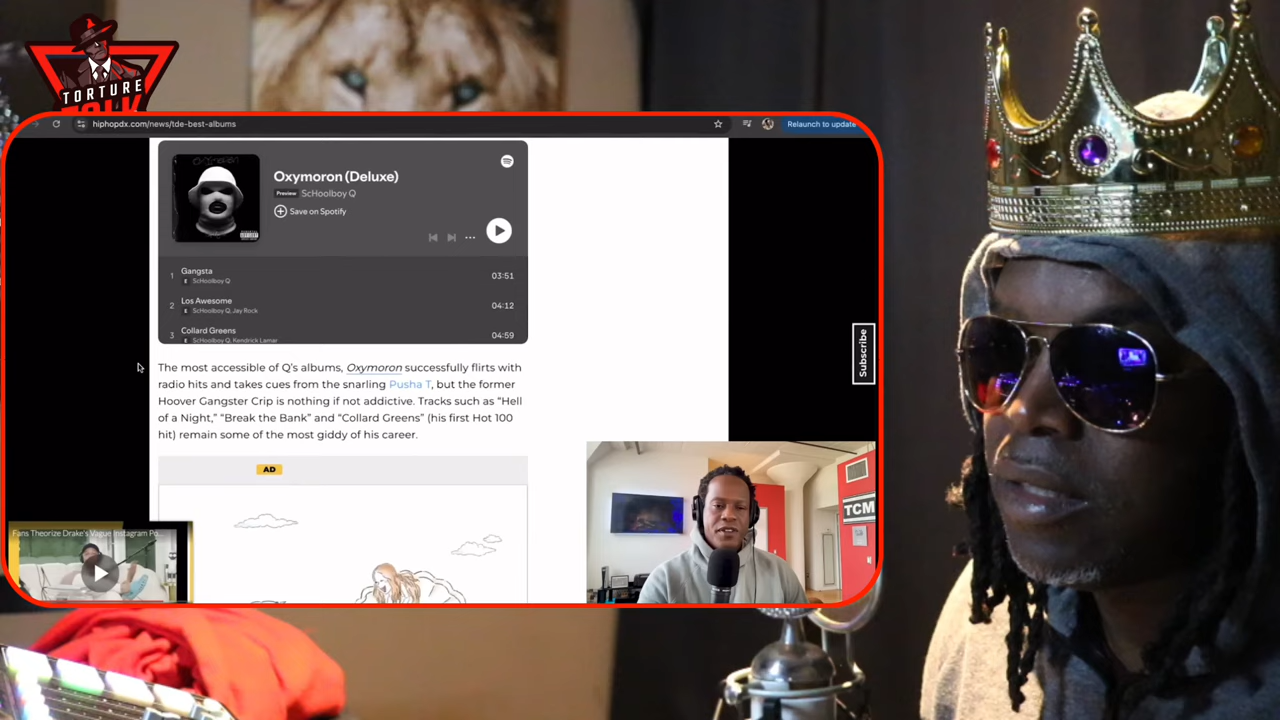 TORTURE
TALK
hiphopdx.com/news/tde-best-albums
Relaunch to update
OXYMORON
Oxymoron (Deluxe)
Preview ScHoolboy Q
Save on Spotify
1 Gangsta 03:51
E ScHoolboy Q
2 Los Awesome 04:12
E ScHoolboy Q, Jay Rock
3 Collard Greens 04:59
E ScHoolboy Q, Kendrick Lamar
The most accessible of Q's albums, Oxymoron successfully flirts with
radio hits and takes cues from the snarling Pusha T, but the former
Hoover Gangster Crip is nothing if not addictive. Tracks such as “Hell
of a Night,” “Break the Bank” and “Collard Greens” (his first Hot 100
hit) remain some of the most giddy of his career.
AD
Subscribe
Fans Theorize Drake's Vague Instagram Po...
TCM